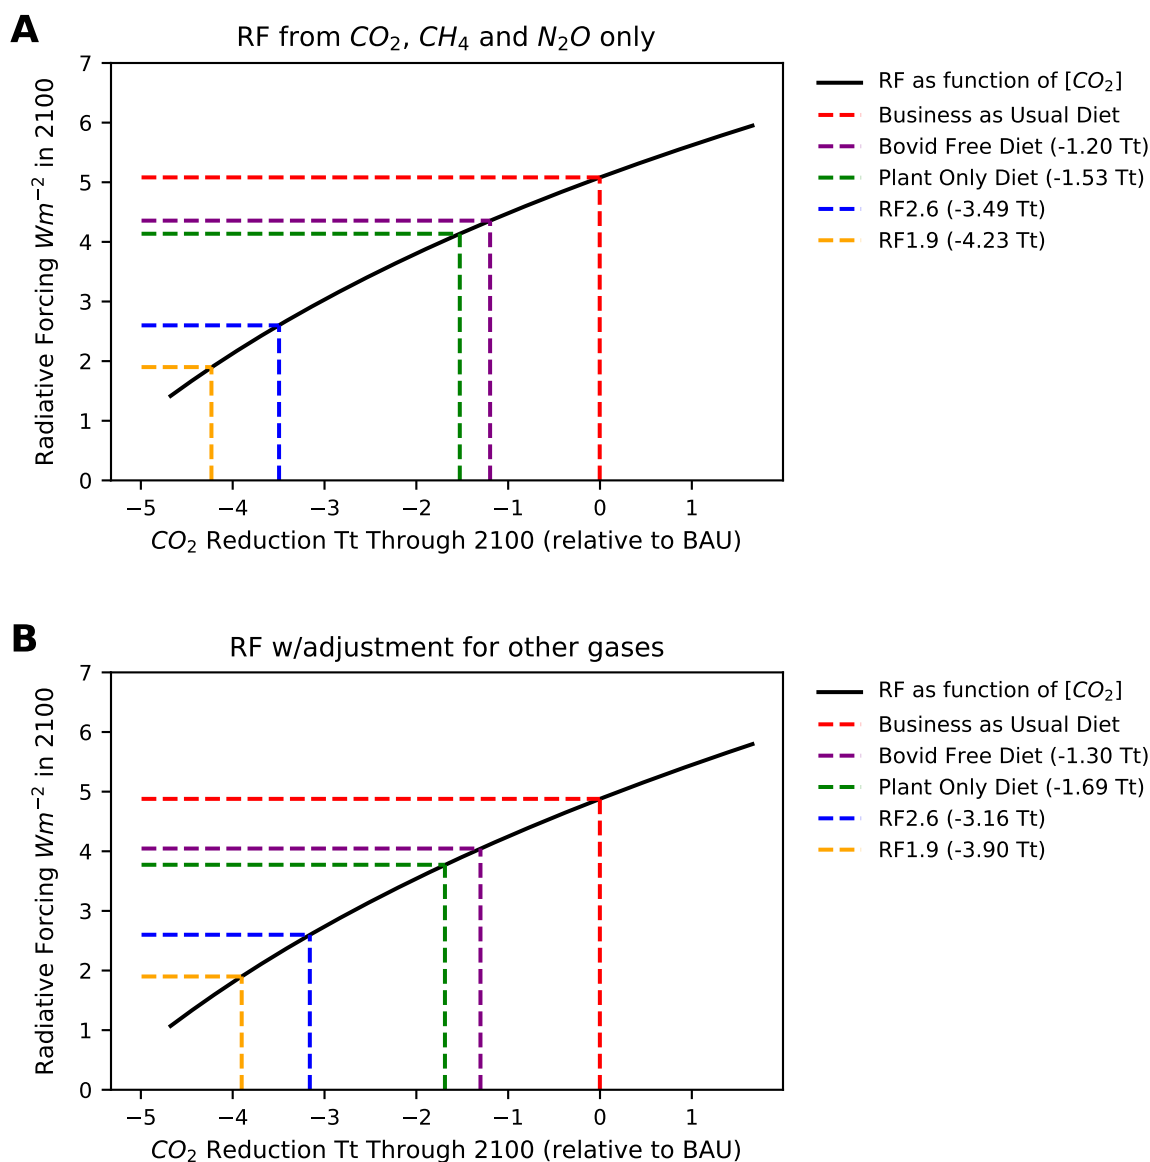 A
RF from CO₂, CH₄ and N₂O only
7
6
5
4
3
2
1
0
Radiative Forcing Wm⁻² in 2100
−5 −4 −3 −2 −1 0 1
CO₂ Reduction Tt Through 2100 (relative to BAU)
RF as function of [CO₂]
Business as Usual Diet
Bovid Free Diet (-1.20 Tt)
Plant Only Diet (-1.53 Tt)
RF2.6 (-3.49 Tt)
RF1.9 (-4.23 Tt)
B
RF w/adjustment for other gases
7
6
5
4
3
2
1
0
Radiative Forcing Wm⁻² in 2100
−5 −4 −3 −2 −1 0 1
CO₂ Reduction Tt Through 2100 (relative to BAU)
RF as function of [CO₂]
Business as Usual Diet
Bovid Free Diet (-1.30 Tt)
Plant Only Diet (-1.69 Tt)
RF2.6 (-3.16 Tt)
RF1.9 (-3.90 Tt)